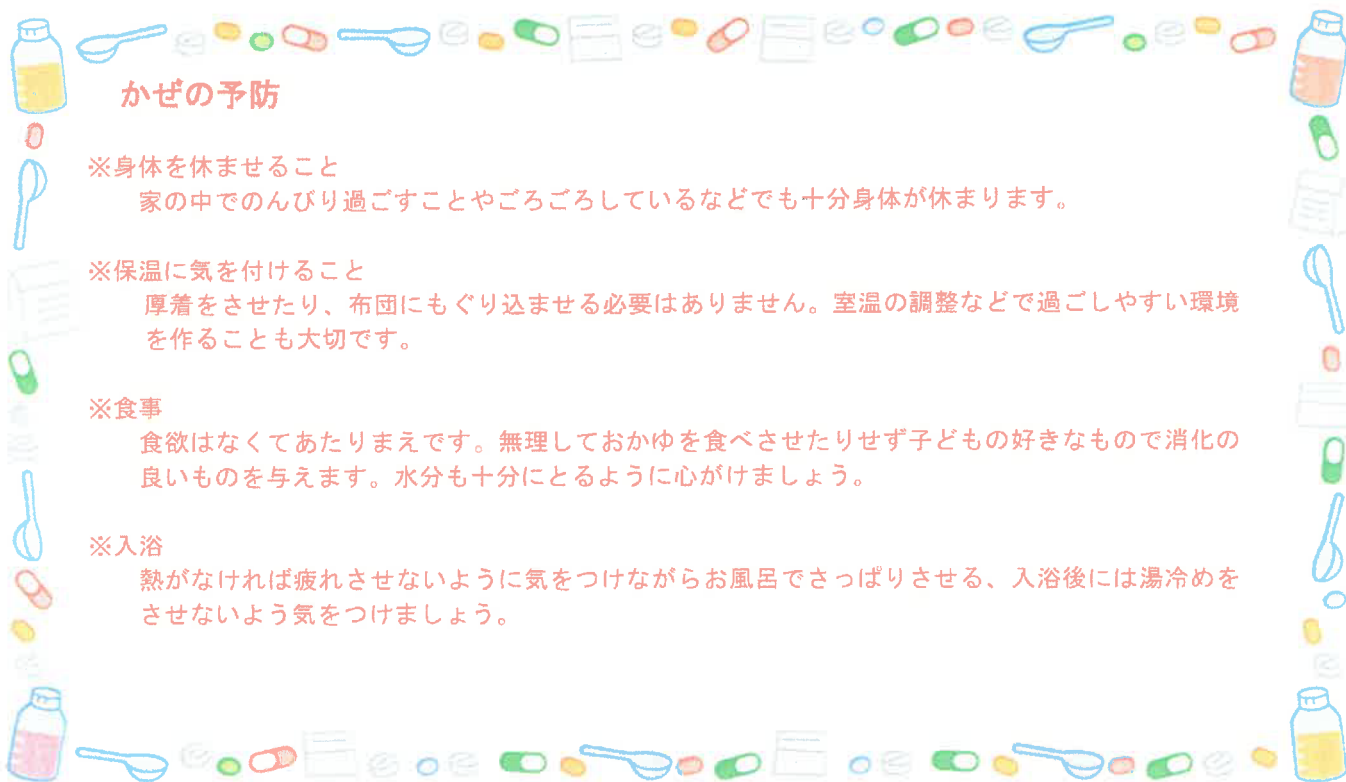 かぜの予防
※身体を休ませること
家の中でのんびり過ごすことやごろごろしているなどでも十分身体が休まります。
※保温に気を付けること
厚着をさせたり、布団にもぐり込ませる必要はありません。室温の調整などで過ごしやすい環境
を作ることも大切です。
※食事
食欲はなくてあたりまえです。無理しておかゆを食べさせたりせず子どもの好きなもので消化の
良いものを与えます。水分も十分にとるように心がけましょう。
※入浴
熱がなければ疲れさせないように気をつけながらお風呂でさっぱりさせる、入浴後には湯冷めを
させないよう気をつけましょう。